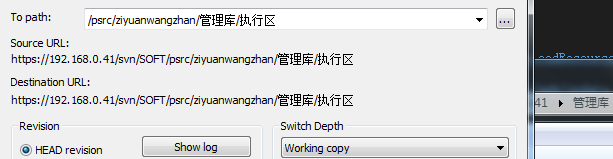 To path: /psrc/ziyuanwangzhan/管理库/执行区 ...
Source URL:
https://192.168.0.41/svn/SOFT/psrc/ziyuanwangzhan/管理库/执行区
Destination URL:
https://192.168.0.41/svn/SOFT/psrc/ziyuanwangzhan/管理库/执行区
41 管理库
Revision Switch Depth
HEAD revision Show log Working copy